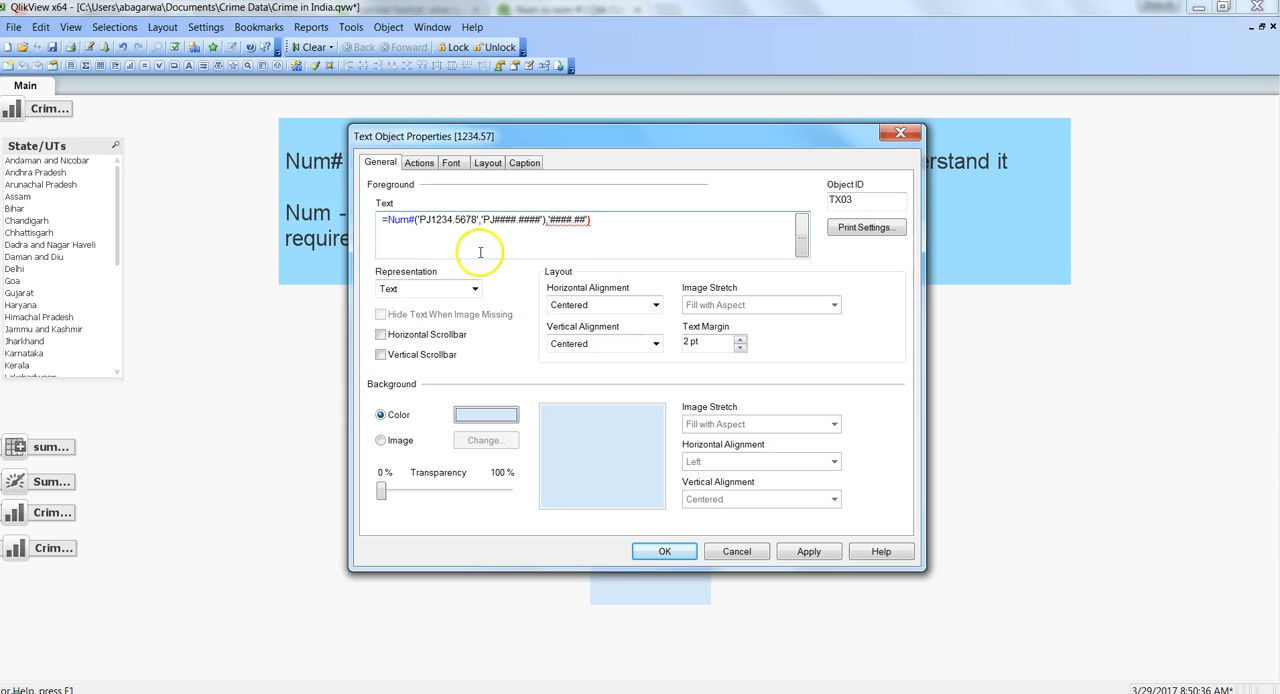 QlikView x64 - [C:\Users\abagarwa\Documents\Crime Data\Crime in India.qvw*]
File Edit View Selections Layout Settings Bookmarks Reports Tools Object Window Help
Clear Back Forward Lock Unlock
Main
Crim...
State/UTs
Andaman and Nicobar
Andhra Pradesh
Arunachal Pradesh
Assam
Bihar
Chandigarh
Chhattisgarh
Dadra and Nagar Haveli
Daman and Diu
Delhi
Goa
Gujarat
Haryana
Himachal Pradesh
Jammu and Kashmir
Jharkhand
Karnataka
Kerala
sum...
Sum...
Crim...
Crim...
Num#
Num -
require
erstand it
Text Object Properties [1234.57]
General Actions Font Layout Caption
Foreground
Text
=Num#('PJ1234.5678','PJ####.####'),'####.##')
...
Object ID
TX03
Print Settings...
Representation
Text
Hide Text When Image Missing
Horizontal Scrollbar
Vertical Scrollbar
Layout
Horizontal Alignment
Centered
Image Stretch
Fill with Aspect
Vertical Alignment
Centered
Text Margin
2 pt
Background
Color
Image
Change...
0 % Transparency 100 %
Image Stretch
Fill with Aspect
Horizontal Alignment
Left
Vertical Alignment
Centered
OK Cancel Apply Help
or Help, press F1
3/29/2017 8:50:36 AM*